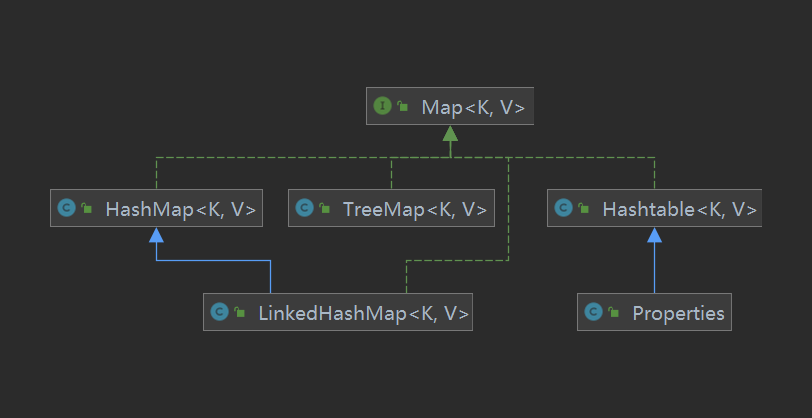 I Map<K, V>
C HashMap<K, V>
C TreeMap<K, V>
C Hashtable<K, V>
C LinkedHashMap<K, V>
C Properties